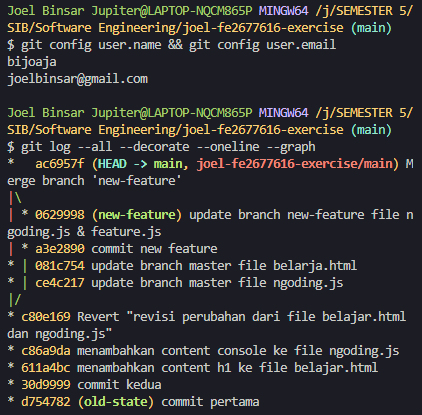 Joel Binsar Jupiter@LAPTOP-NQCM865P MINGW64 /j/SEMESTER 5/
SIB/Software Engineering/joel-fe2677616-exercise (main)
$ git config user.name && git config user.email
bijoaja
joelbinsar@gmail.com

Joel Binsar Jupiter@LAPTOP-NQCM865P MINGW64 /j/SEMESTER 5/
SIB/Software Engineering/joel-fe2677616-exercise (main)
$ git log --all --decorate --oneline --graph
*   ac6957f (HEAD -> main, joel-fe2677616-exercise/main) M
erge branch 'new-feature'
|\
| * 0629998 (new-feature) update branch new-feature file n
goding.js & feature.js
| * a3e2890 commit new feature
* | 081c754 update branch master file belarja.html
* | ce4c217 update branch master file ngoding.js
|/
* c80e169 Revert "revisi perubahan dari file belajar.html
dan ngoding.js"
* c86a9da menambahkan content console ke file ngoding.js
* 611a4bc menambahkan content h1 ke file belajar.html
* 30d9999 commit kedua
* d754782 (old-state) commit pertama